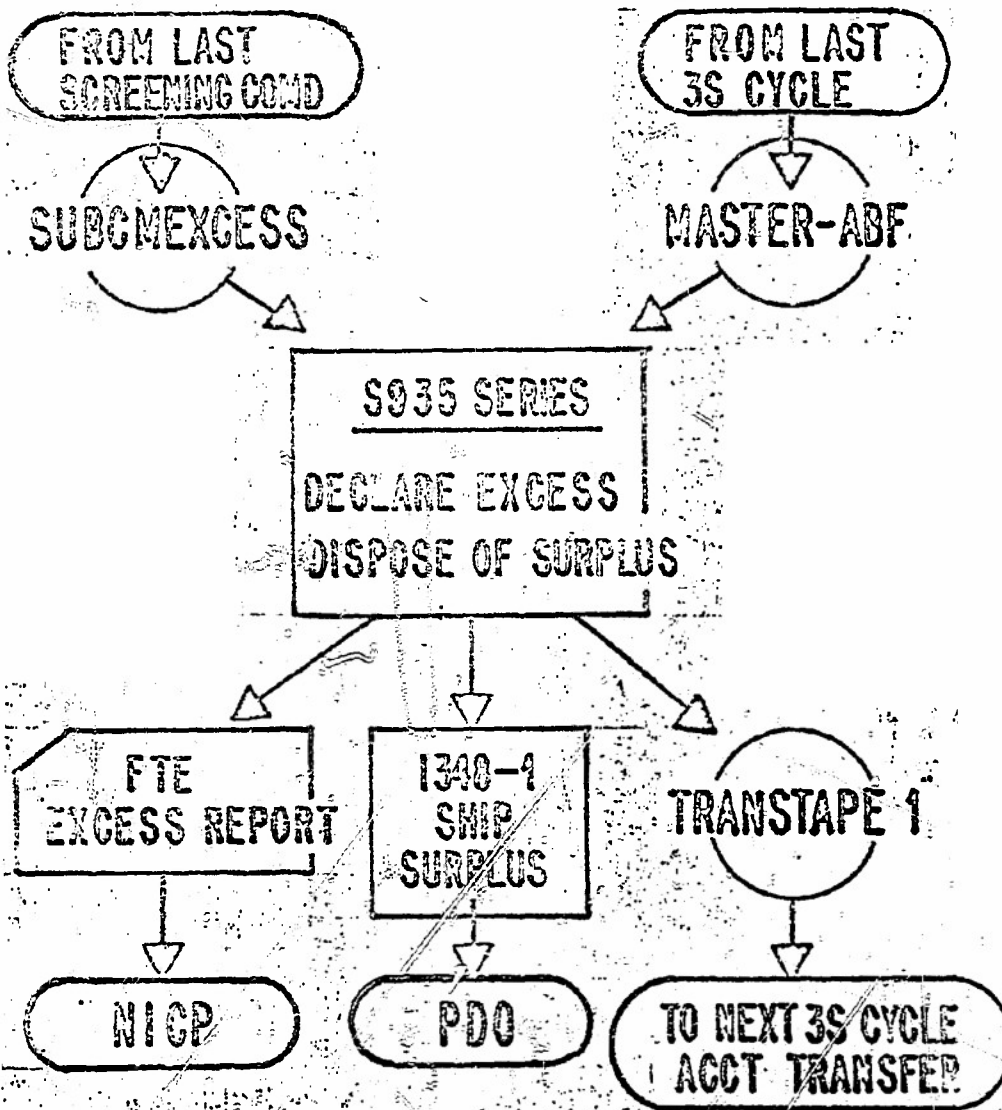 FROM LAST
SCREENING COMD
FROM LAST
3S CYCLE
SUBCMEXCESS
MASTER-ABF
S935 SERIES
DECLARE EXCESS
DISPOSE OF SURPLUS
FTE
EXCESS REPORT
1348-1
SHIP
SURPLUS
TRANSTAPE 1
NICP
PDO
TO NEXT 3S CYCLE
ACCT TRANSFER